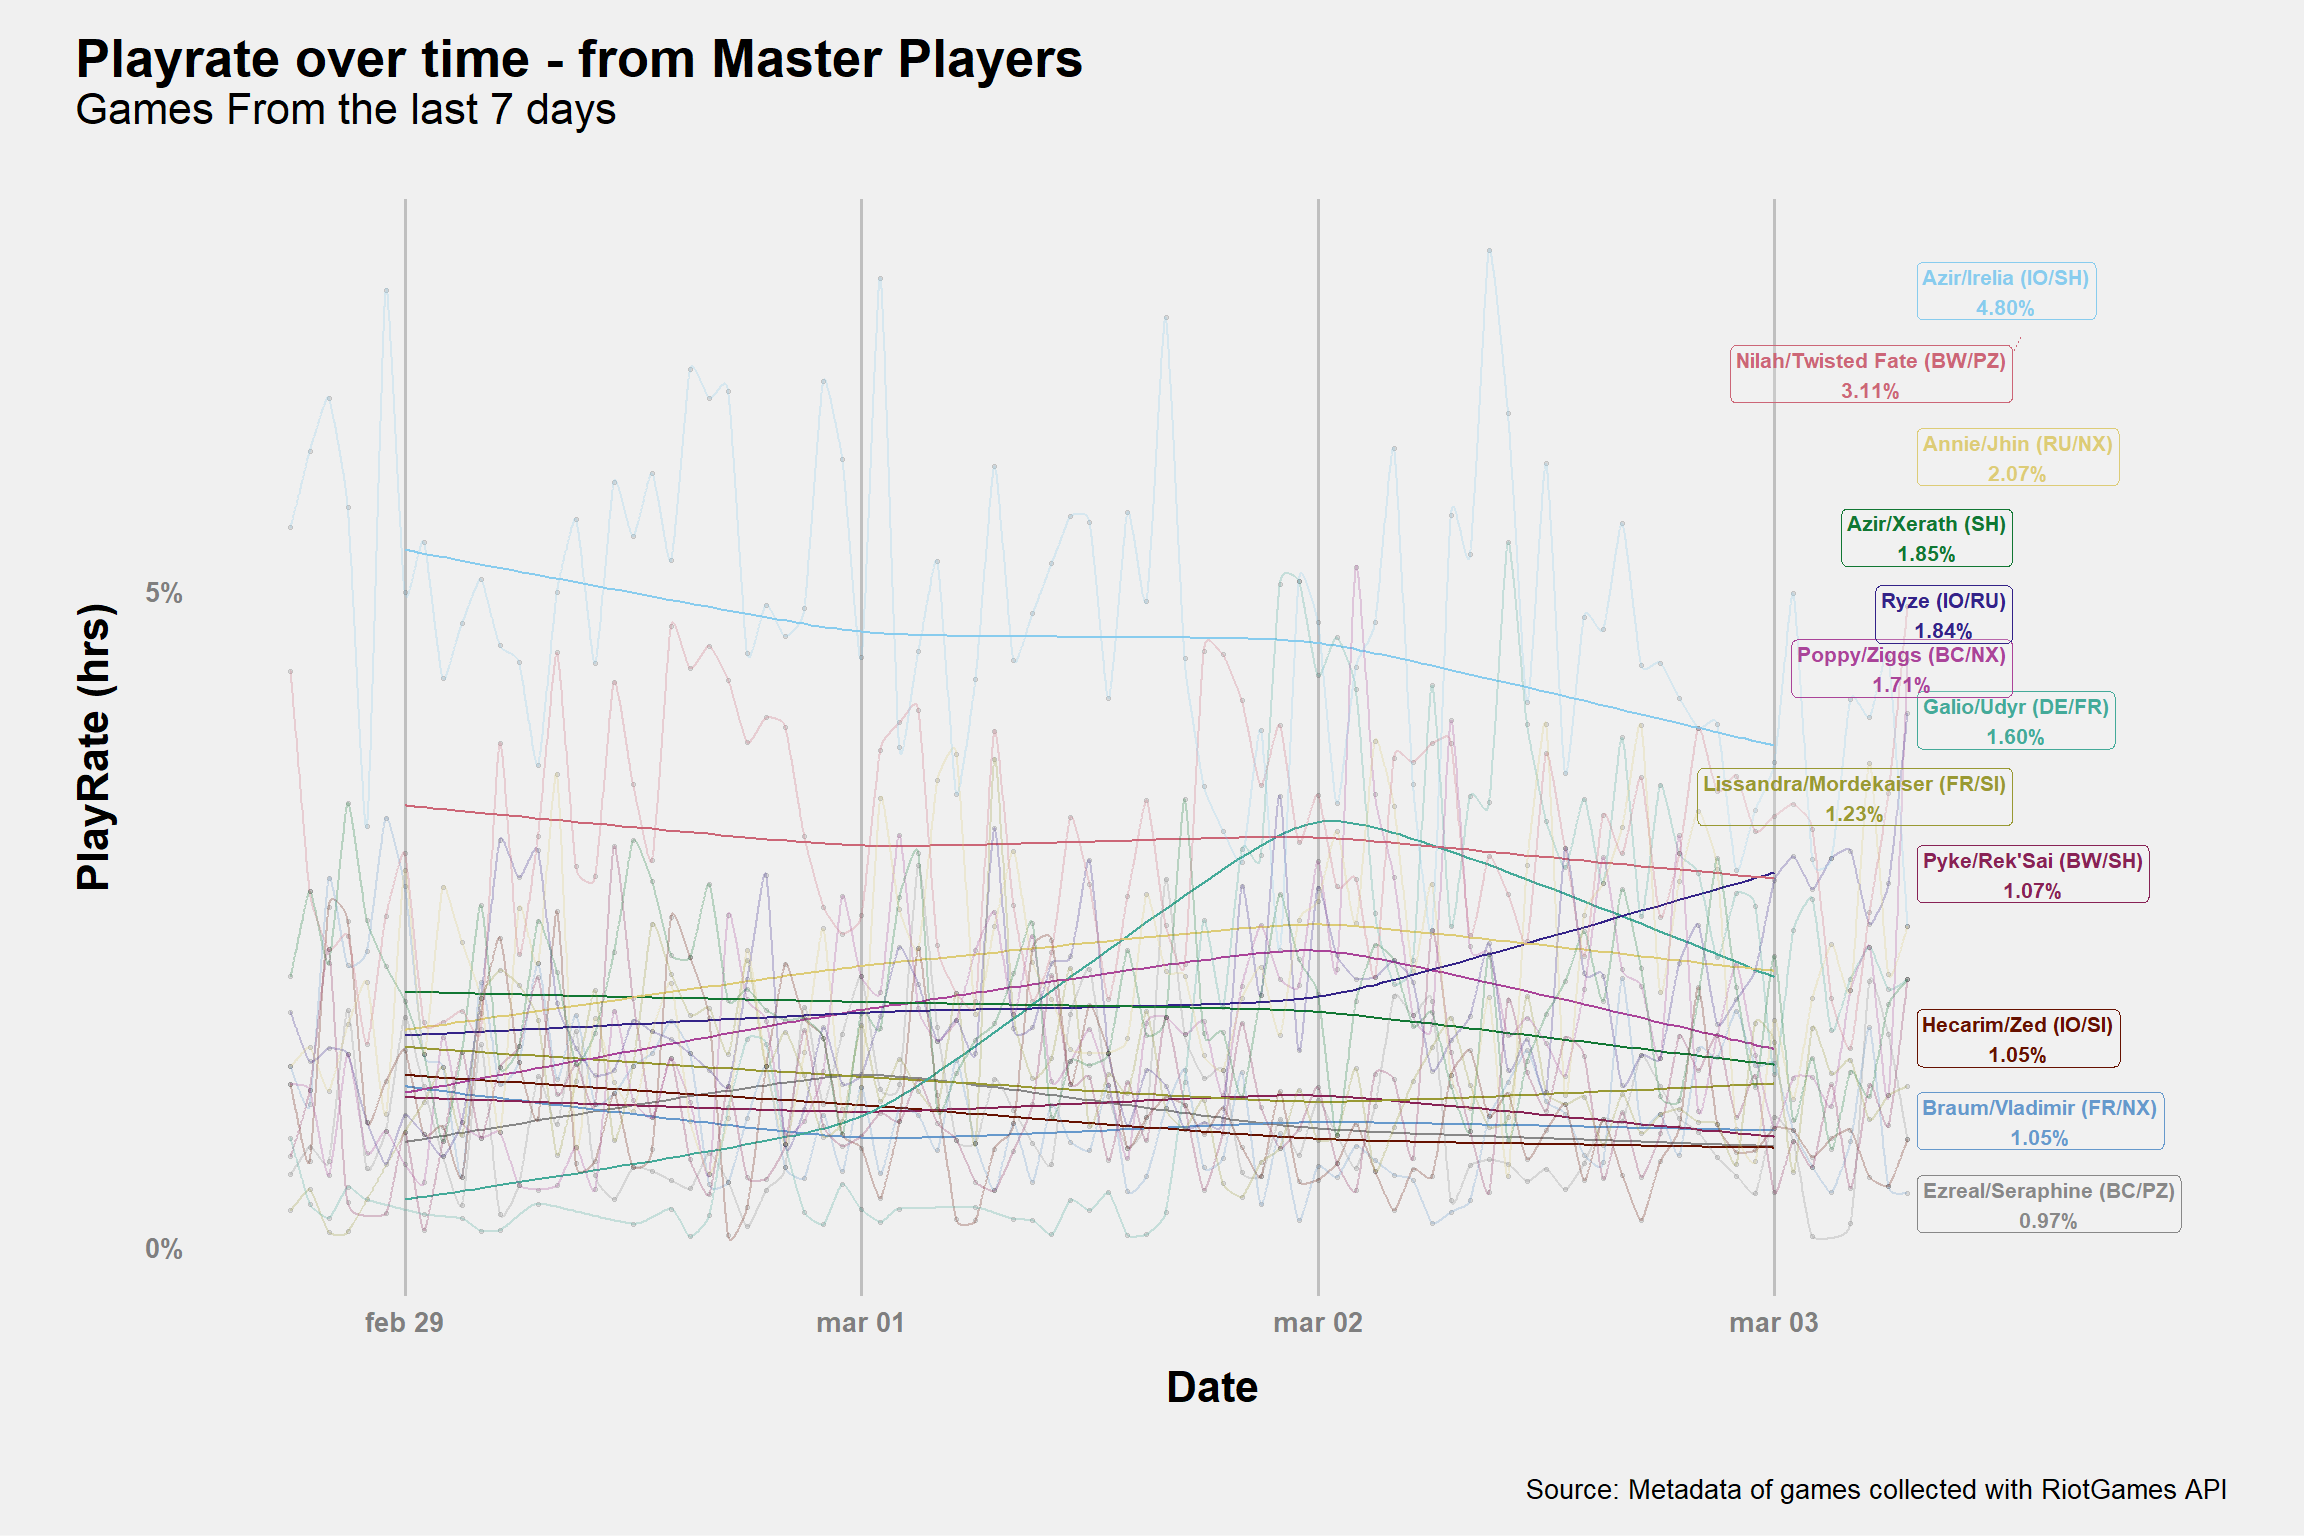 Playrate over time - from Master Players
Games From the last 7 days
PlayRate (hrs)
5%
0%
Azir/Irelia (IO/SH)
4.80%
Nilah/Twisted Fate (BW/PZ)
3.11%
Annie/Jhin (RU/NX)
2.07%
Azir/Xerath (SH)
1.85%
Ryze (IO/RU)
1.84%
Poppy/Ziggs (BC/NX)
1.71%
Galio/Udyr (DE/FR)
1.60%
Lissandra/Mordekaiser (FR/SI)
1.23%
Pyke/Rek'Sai (BW/SH)
1.07%
Hecarim/Zed (IO/SI)
1.05%
Braum/Vladimir (FR/NX)
1.05%
Ezreal/Seraphine (BC/PZ)
0.97%
feb 29
mar 01
mar 02
mar 03
Date
Source: Metadata of games collected with RiotGames API